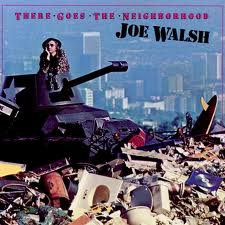 THERE · GOES · THE · NEIGHBORHOOD
JOE WALSH